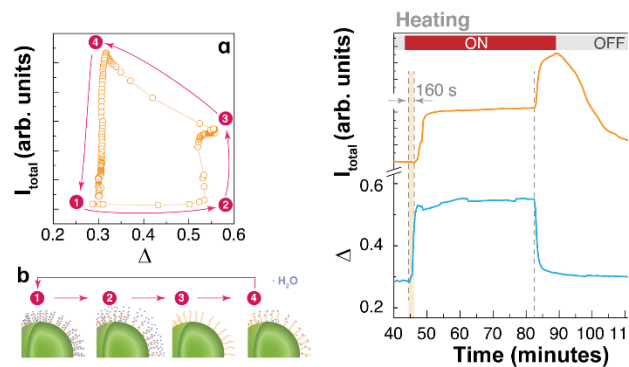 a
I_total (arb. units)
4
3
1
2
0.2 0.3 0.4 0.5 0.6
Δ
b
· H₂O
1 2 3 4
Heating
ON OFF
160 s
I_total (arb. units)
0.6
0.4
0.2
Δ
40 50 60 70 80 90 100 11
Time (minutes)